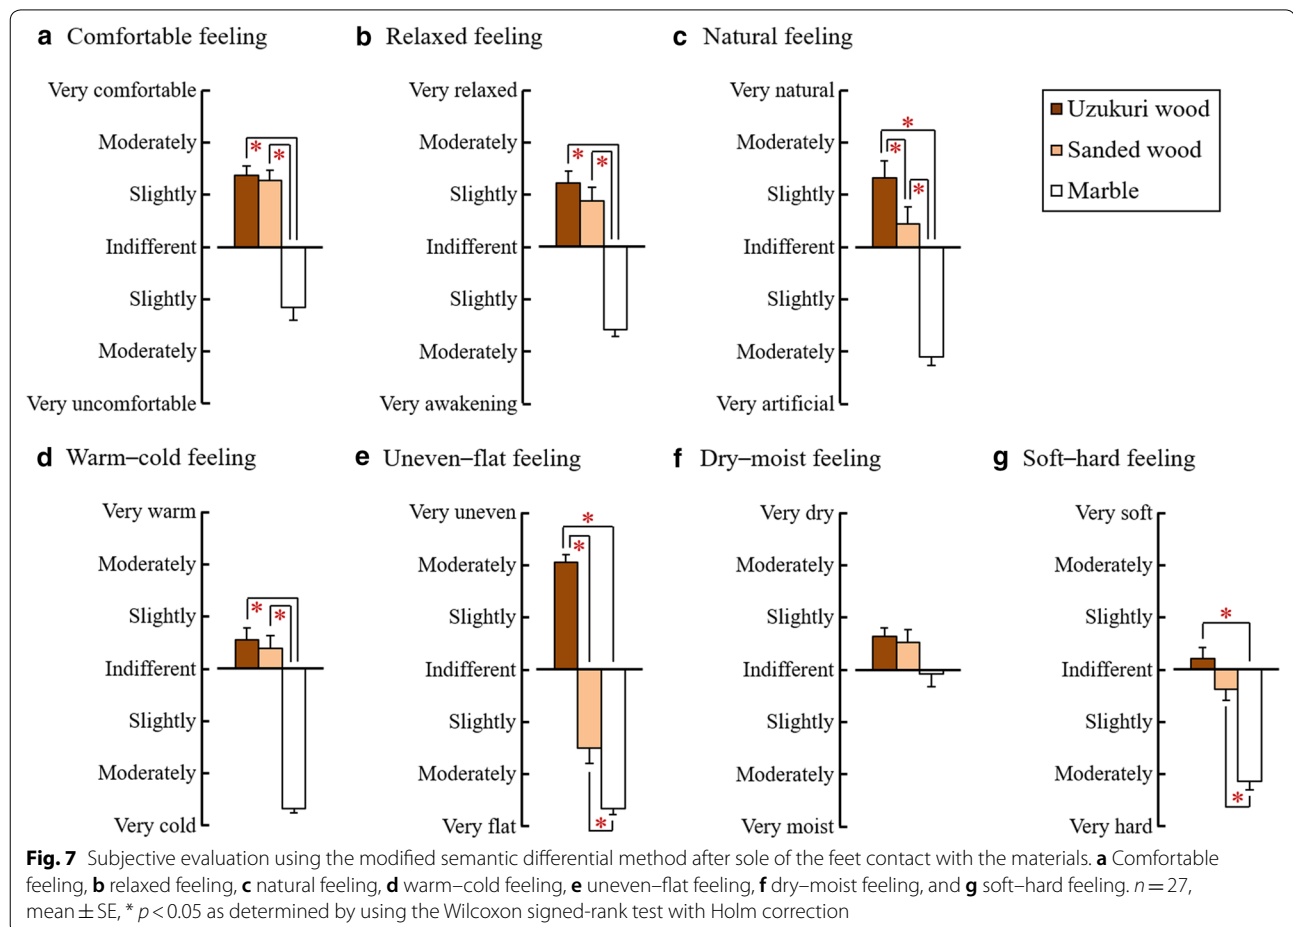 a Comfortable feeling
Very comfortable
Moderately
Slightly
Indifferent
Slightly
Moderately
Very uncomfortable
* *
b Relaxed feeling
Very relaxed
Moderately
Slightly
Indifferent
Slightly
Moderately
Very awakening
* *
c Natural feeling
Very natural
Moderately
Slightly
Indifferent
Slightly
Moderately
Very artificial
*
*
*
Uzukuri wood
Sanded wood
Marble
d Warm–cold feeling
Very warm
Moderately
Slightly
Indifferent
Slightly
Moderately
Very cold
* *
e Uneven–flat feeling
Very uneven
Moderately
Slightly
Indifferent
Slightly
Moderately
Very flat
*
*
*
f Dry–moist feeling
Very dry
Moderately
Slightly
Indifferent
Slightly
Moderately
Very moist
g Soft–hard feeling
Very soft
Moderately
Slightly
Indifferent
Slightly
Moderately
Very hard
*
*
Fig. 7 Subjective evaluation using the modified semantic differential method after sole of the feet contact with the materials. a Comfortable
feeling, b relaxed feeling, c natural feeling, d warm–cold feeling, e uneven–flat feeling, f dry–moist feeling, and g soft–hard feeling. n = 27,
mean ± SE, * p < 0.05 as determined by using the Wilcoxon signed-rank test with Holm correction